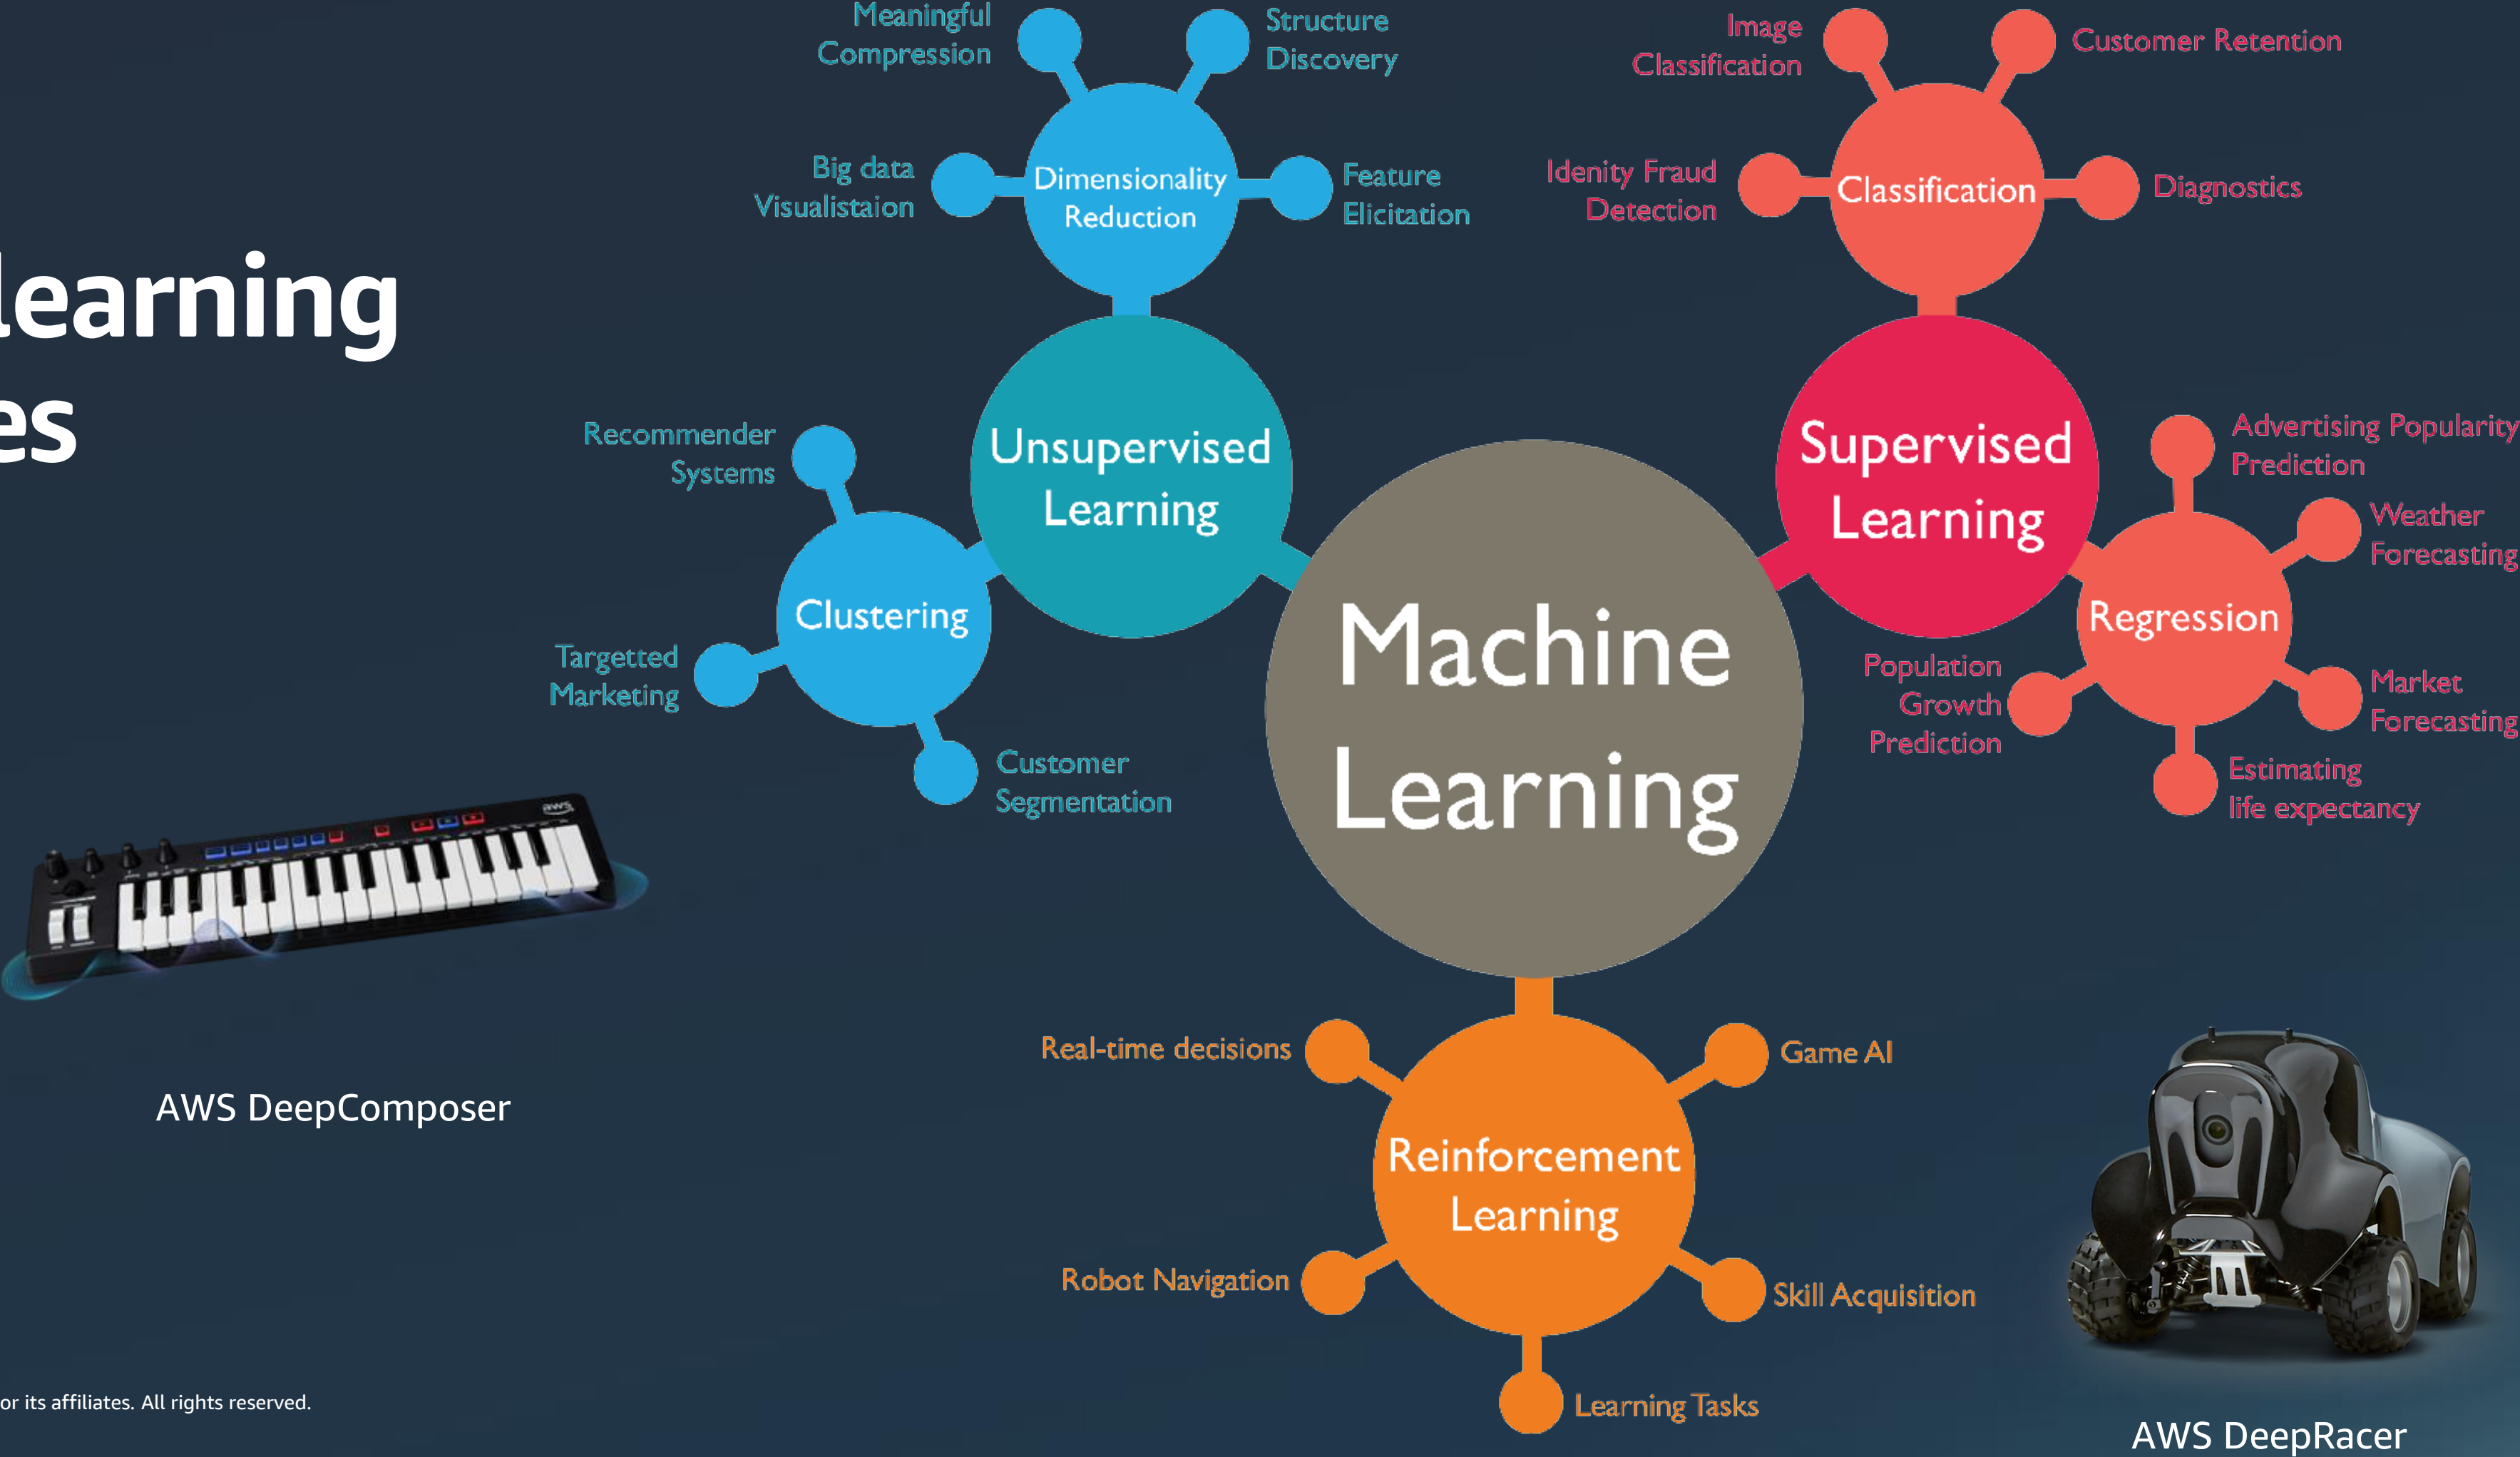 learning
es
Meaningful
Compression
Structure
Discovery
Big data
Visualistaion
Dimensionality
Reduction
Feature
Elicitation
Image
Classification
Customer Retention
Idenity Fraud
Detection
Classification
Diagnostics
Recommender
Systems
Unsupervised
Learning
Clustering
Targetted
Marketing
Customer
Segmentation
Supervised
Learning
Advertising Popularity
Prediction
Weather
Forecasting
Regression
Population
Growth
Prediction
Market
Forecasting
Estimating
life expectancy
Machine
Learning
aws
AWS DeepComposer
Real-time decisions
Game AI
Reinforcement
Learning
Robot Navigation
Skill Acquisition
Learning Tasks
or its affiliates. All rights reserved.
AWS DeepRacer